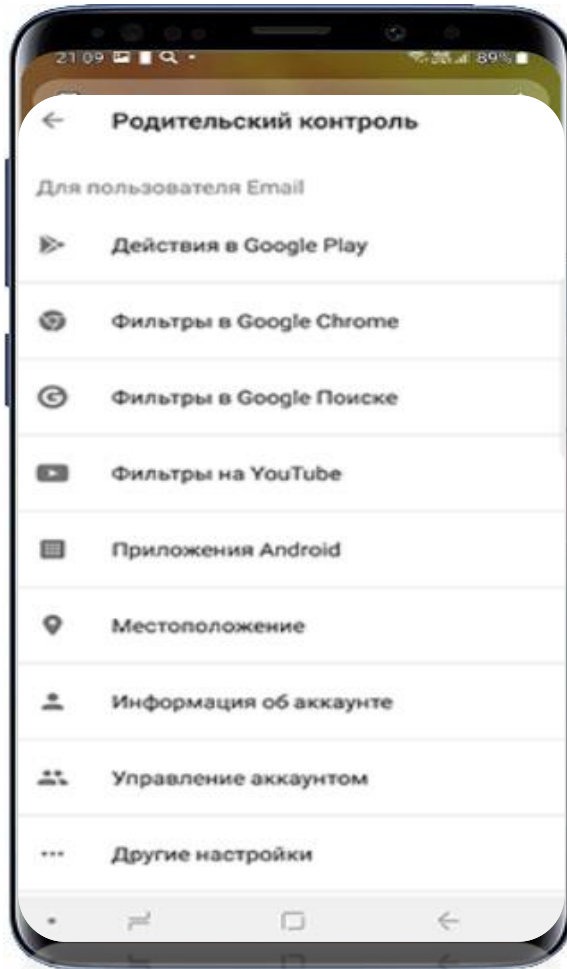 21:09
89%
Родительский контроль
Для пользователя Email
Действия в Google Play
Фильтры в Google Chrome
Фильтры в Google Поиске
Фильтры на YouTube
Приложения Android
Местоположение
Информация об аккаунте
Управление аккаунтом
Другие настройки